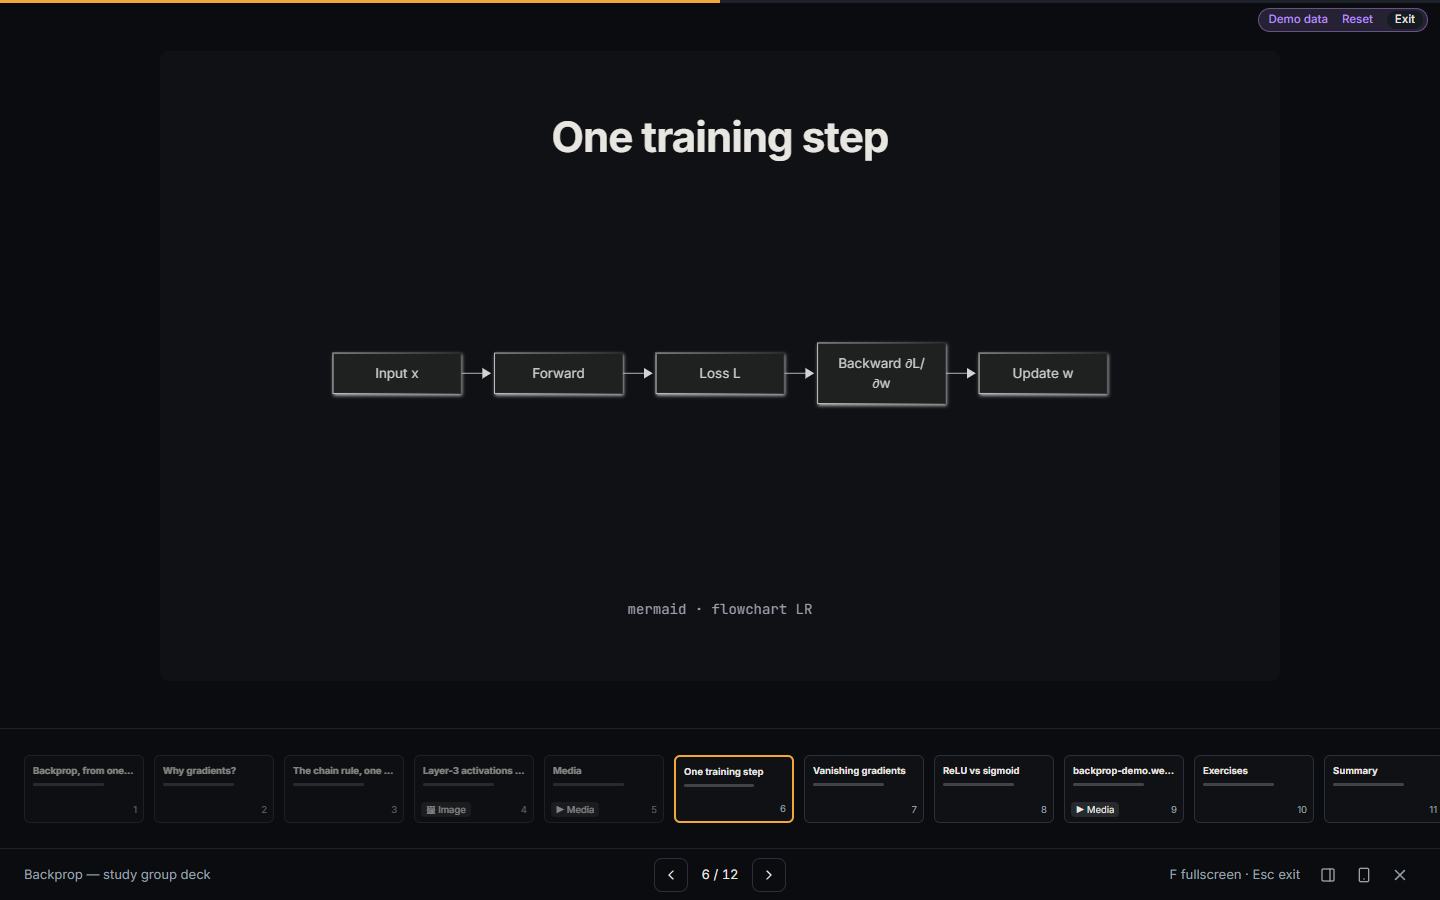 Demo data Reset Exit
One training step
Input x
Forward
Loss L
Backward ∂L/
∂w
Update w
mermaid · flowchart LR
Backprop, from one...
1
Why gradients?
2
The chain rule, one ...
3
Layer-3 activations ...
Image 4
Media
Media 5
One training step
6
Vanishing gradients
7
ReLU vs sigmoid
8
backprop-demo.we...
Media 9
Exercises
10
Summary
11
Backprop — study group deck
6 / 12
F fullscreen · Esc exit